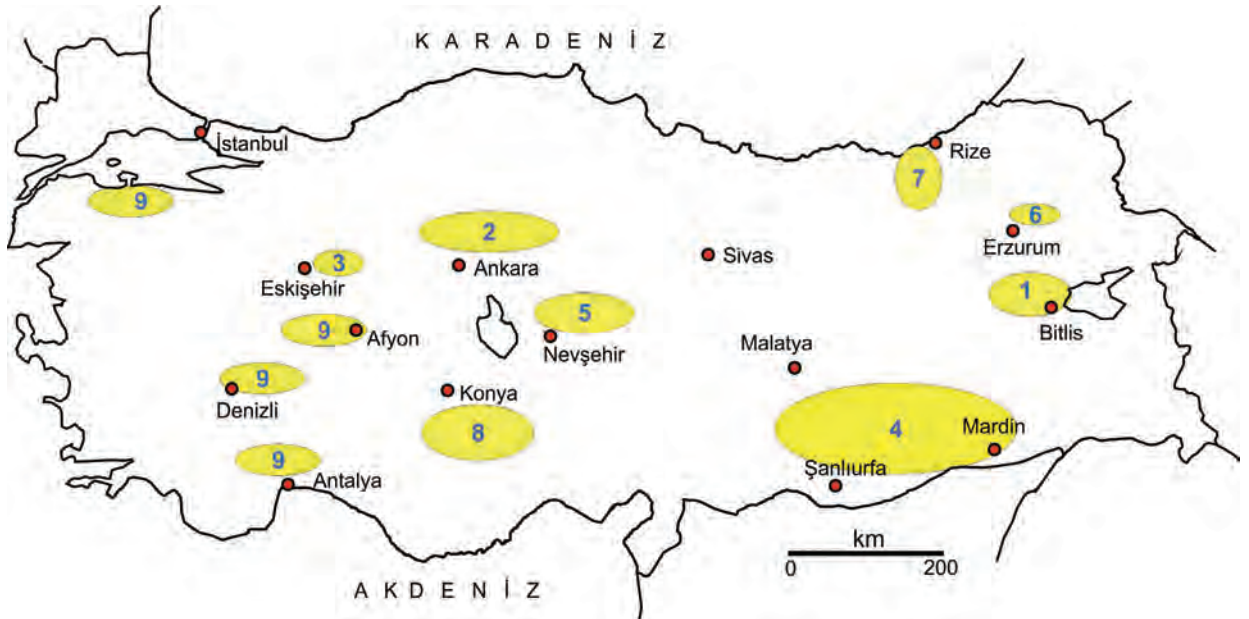 K A R A D E N İ Z
İstanbul
Rize
7
9
6
2
Erzurum
Sivas
3
Ankara
Eskişehir
1
5
Bitlis
9
Afyon
Nevşehir
Malatya
9
Denizli
Konya
8
4
Mardin
9
Antalya
Şanlıurfa
km
0 200
A K D E N İ Z